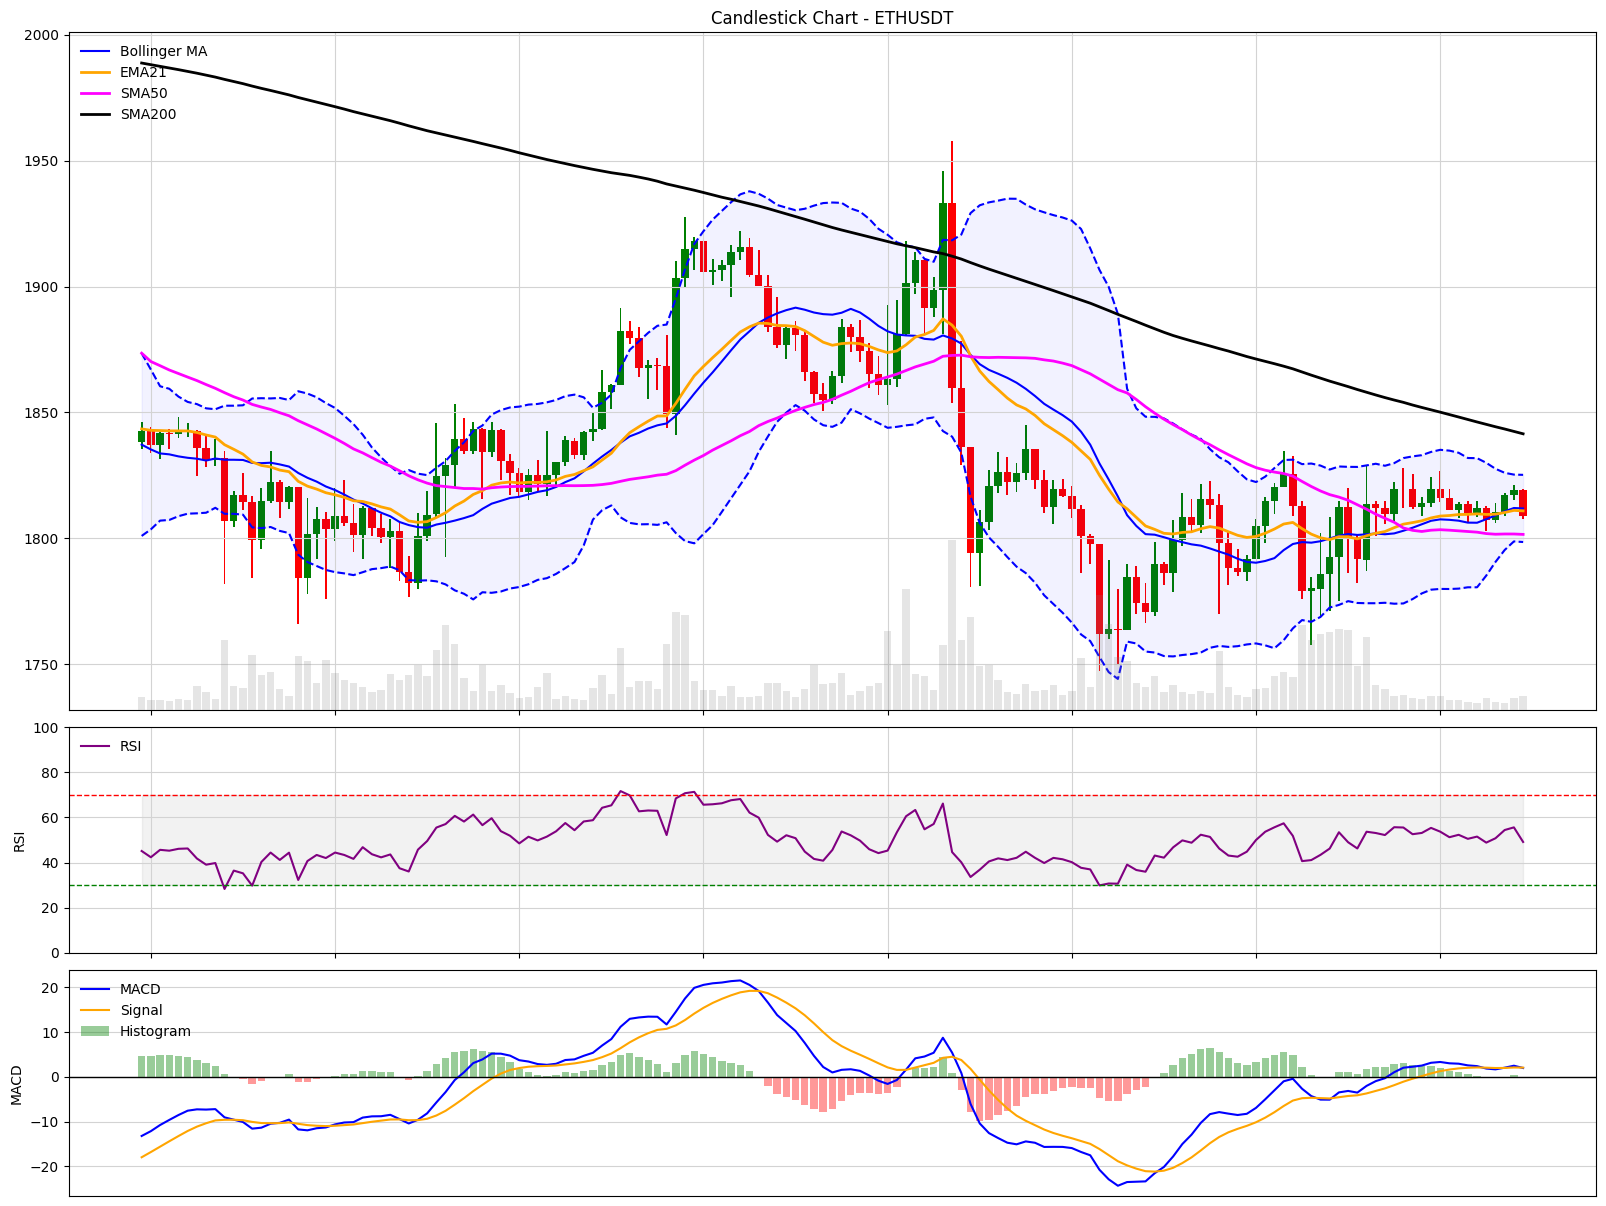 Candlestick Chart - ETHUSDT
2000
1950
1900
1850
1800
1750
Bollinger MA
EMA21
SMA50
SMA200
100
80
60
40
20
0
RSI
RSI
20
10
0
−10
−20
MACD
MACD
Signal
Histogram